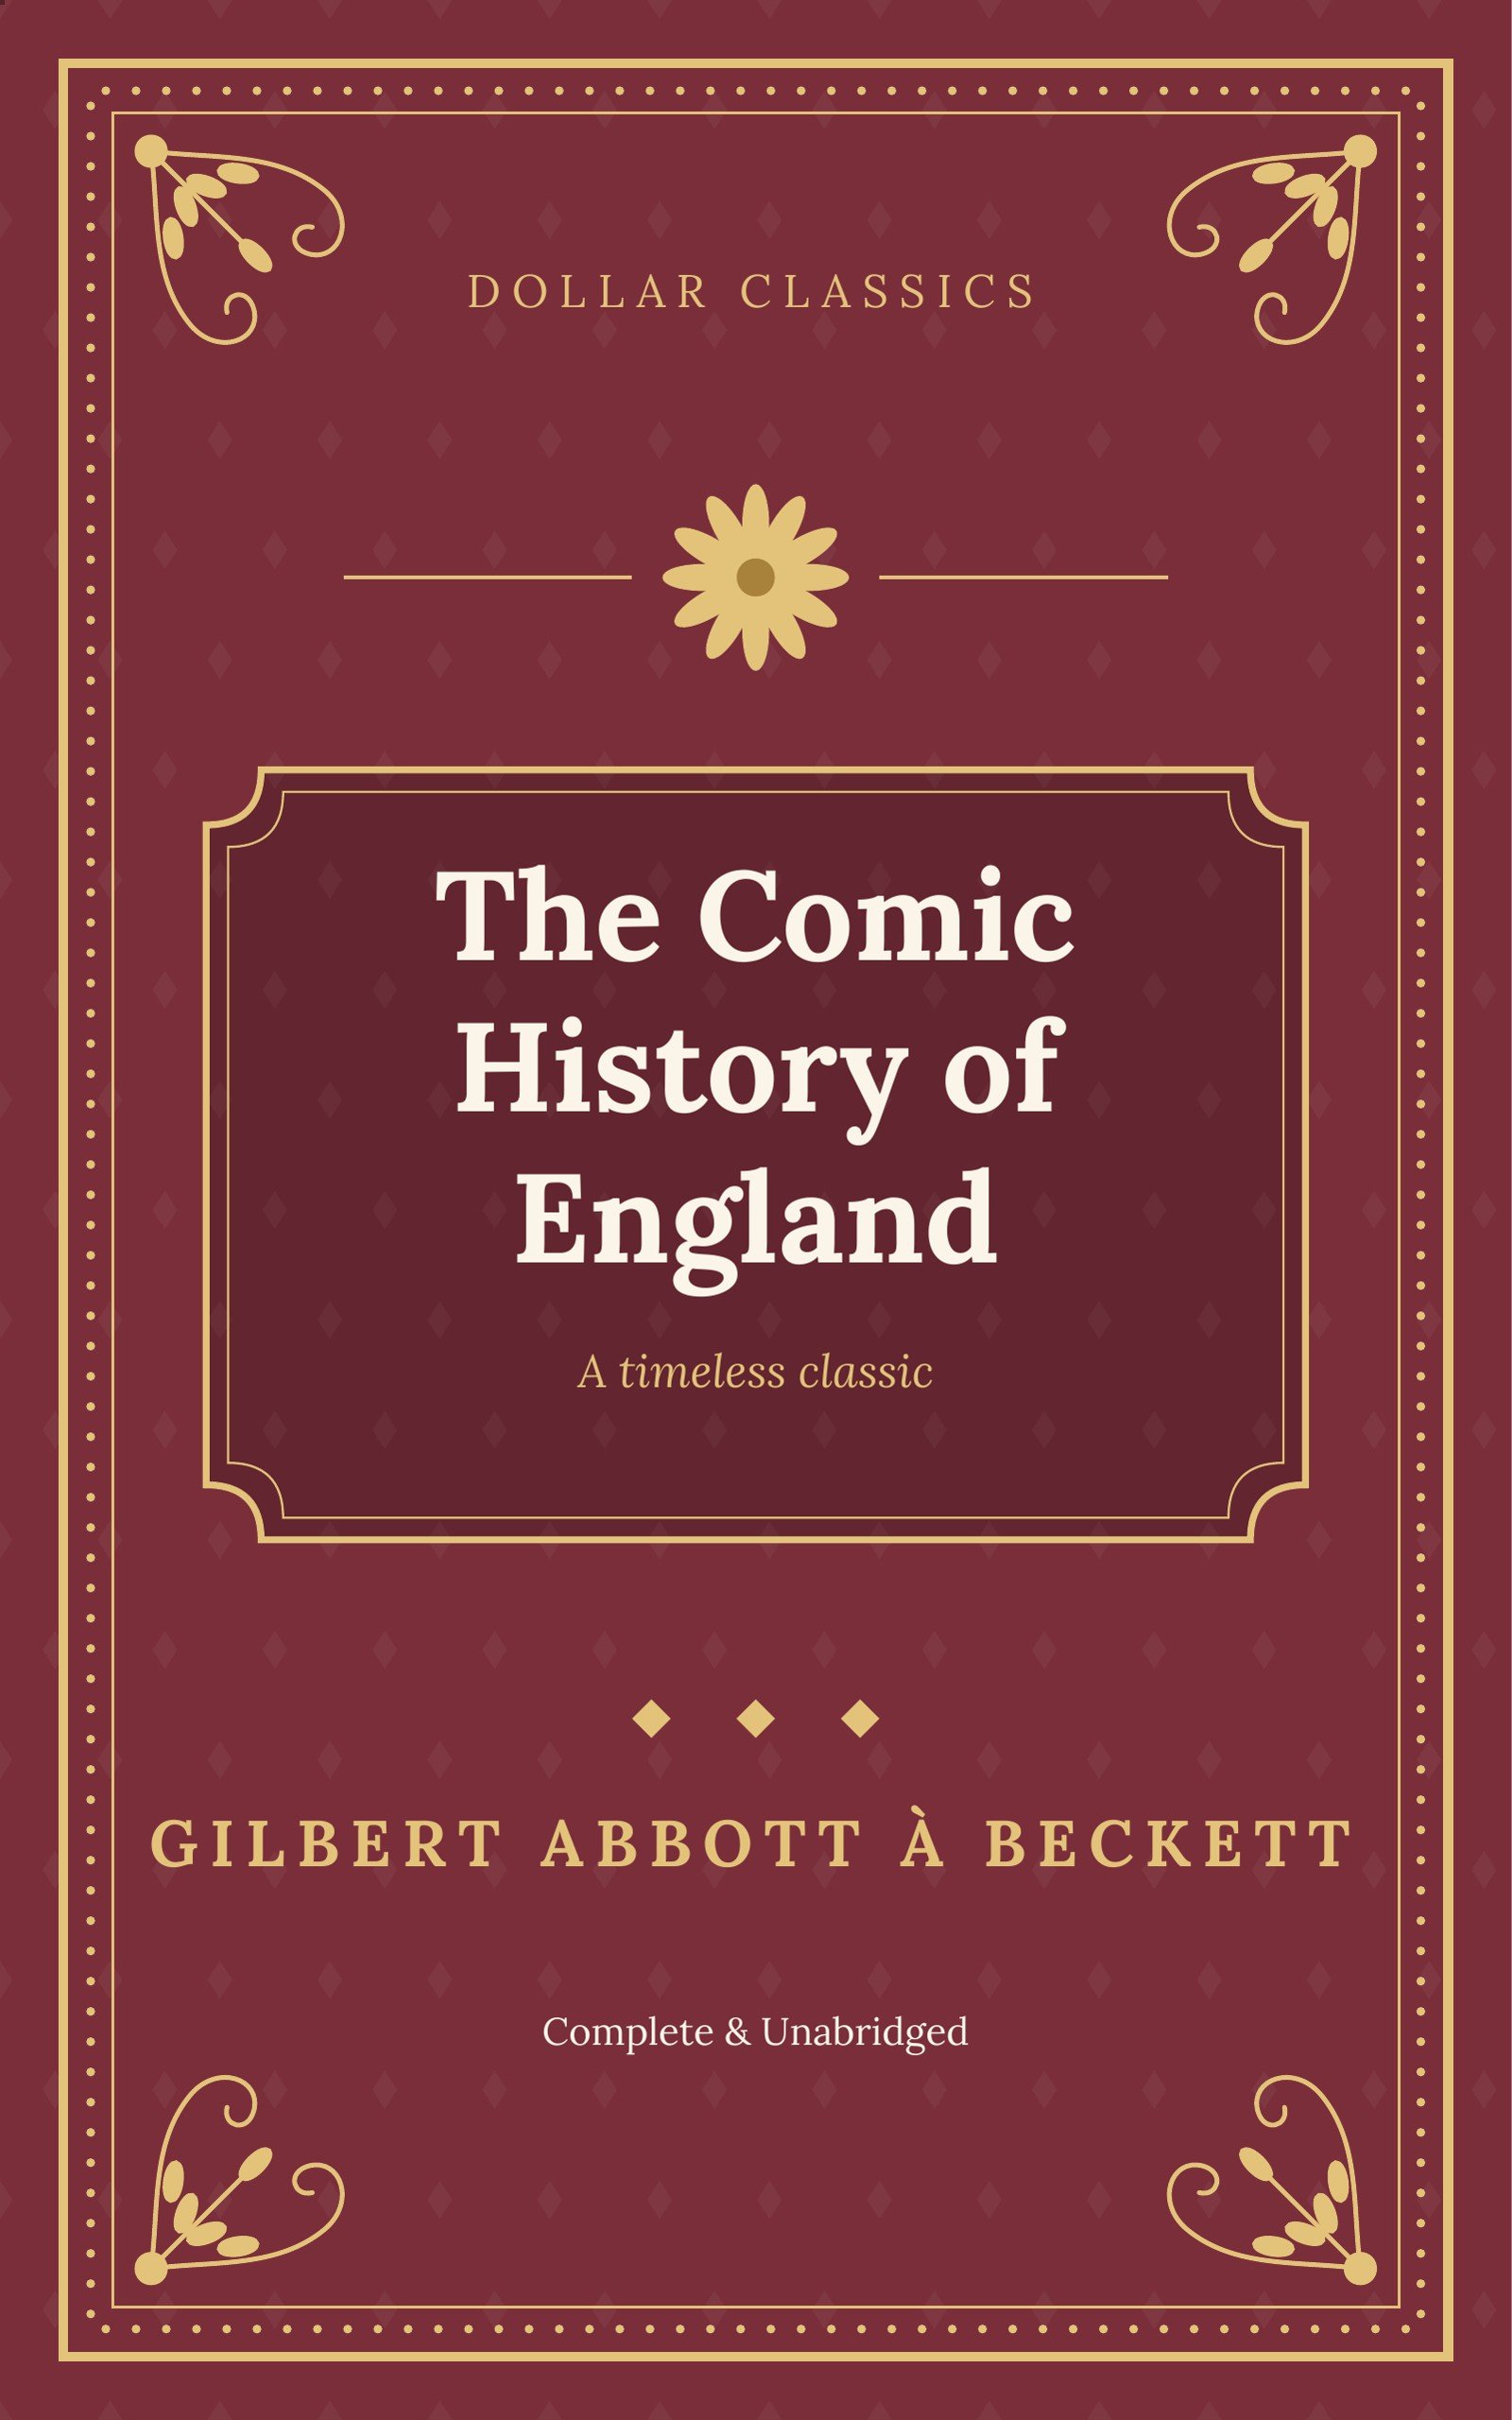 DOLLAR CLASSICS
The Comic
History of
England
A timeless classic
GILBERT ABBOTT À BECKETT
Complete & Unabridged